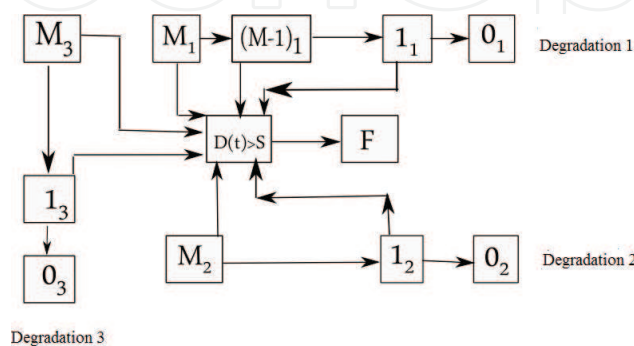 M₃
M₁
(M-1)₁
1₁
0₁
Degradation 1
D(t)>S
F
1₃
M₂
1₂
0₂
Degradation 2
0₃
Degradation 3